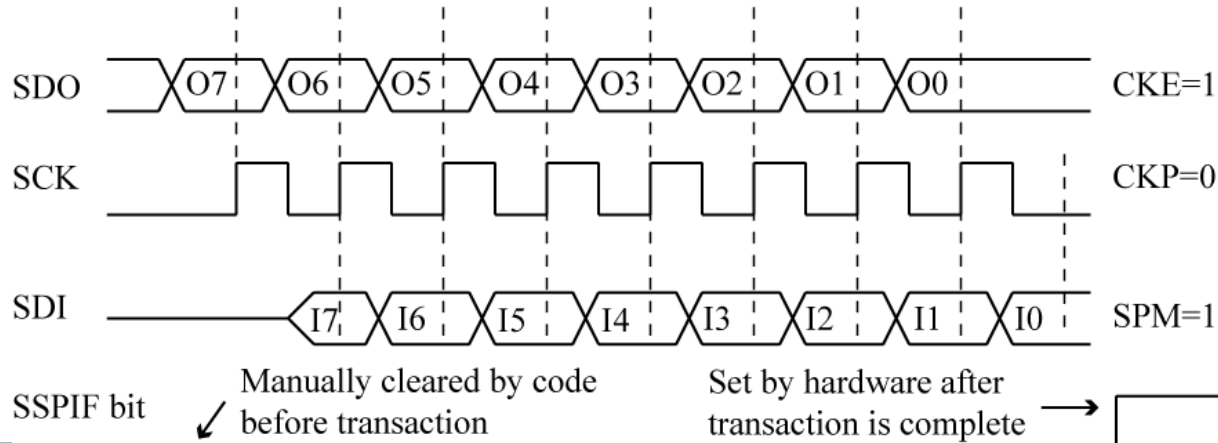 SDO O7 O6 O5 O4 O3 O2 O1 O0 CKE=1
SCK CKP=0
SDI I7 I6 I5 I4 I3 I2 I1 I0 SPM=1
SSPIF bit
Manually cleared by code
before transaction
Set by hardware after
transaction is complete